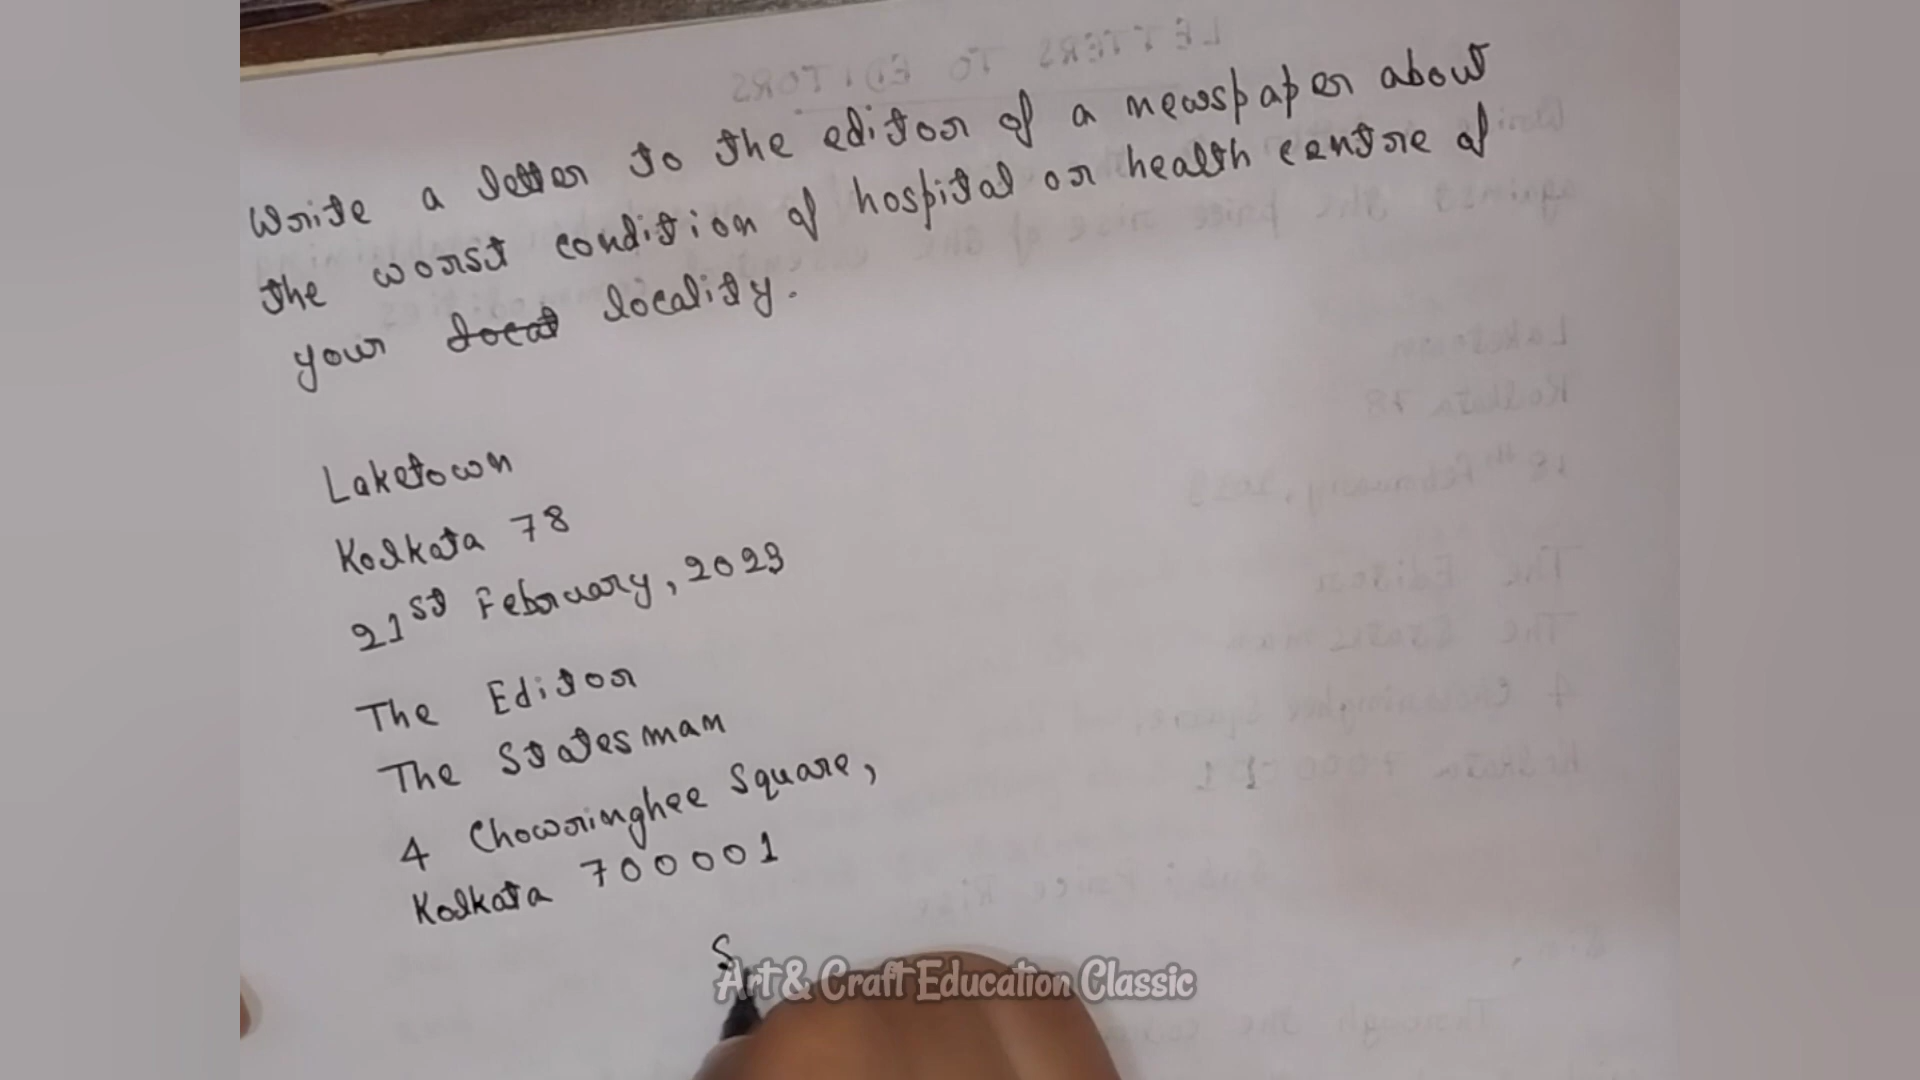 Write a letter to the editor of a newspaper about
the worst condition of hospital or health centre of
your locat locality.
Laketown
Kolkata 78
21st February, 2023
The Editor
The Statesman
4 Chowringhee Square,
Kolkata 700001
S
Art & Craft Education Classic